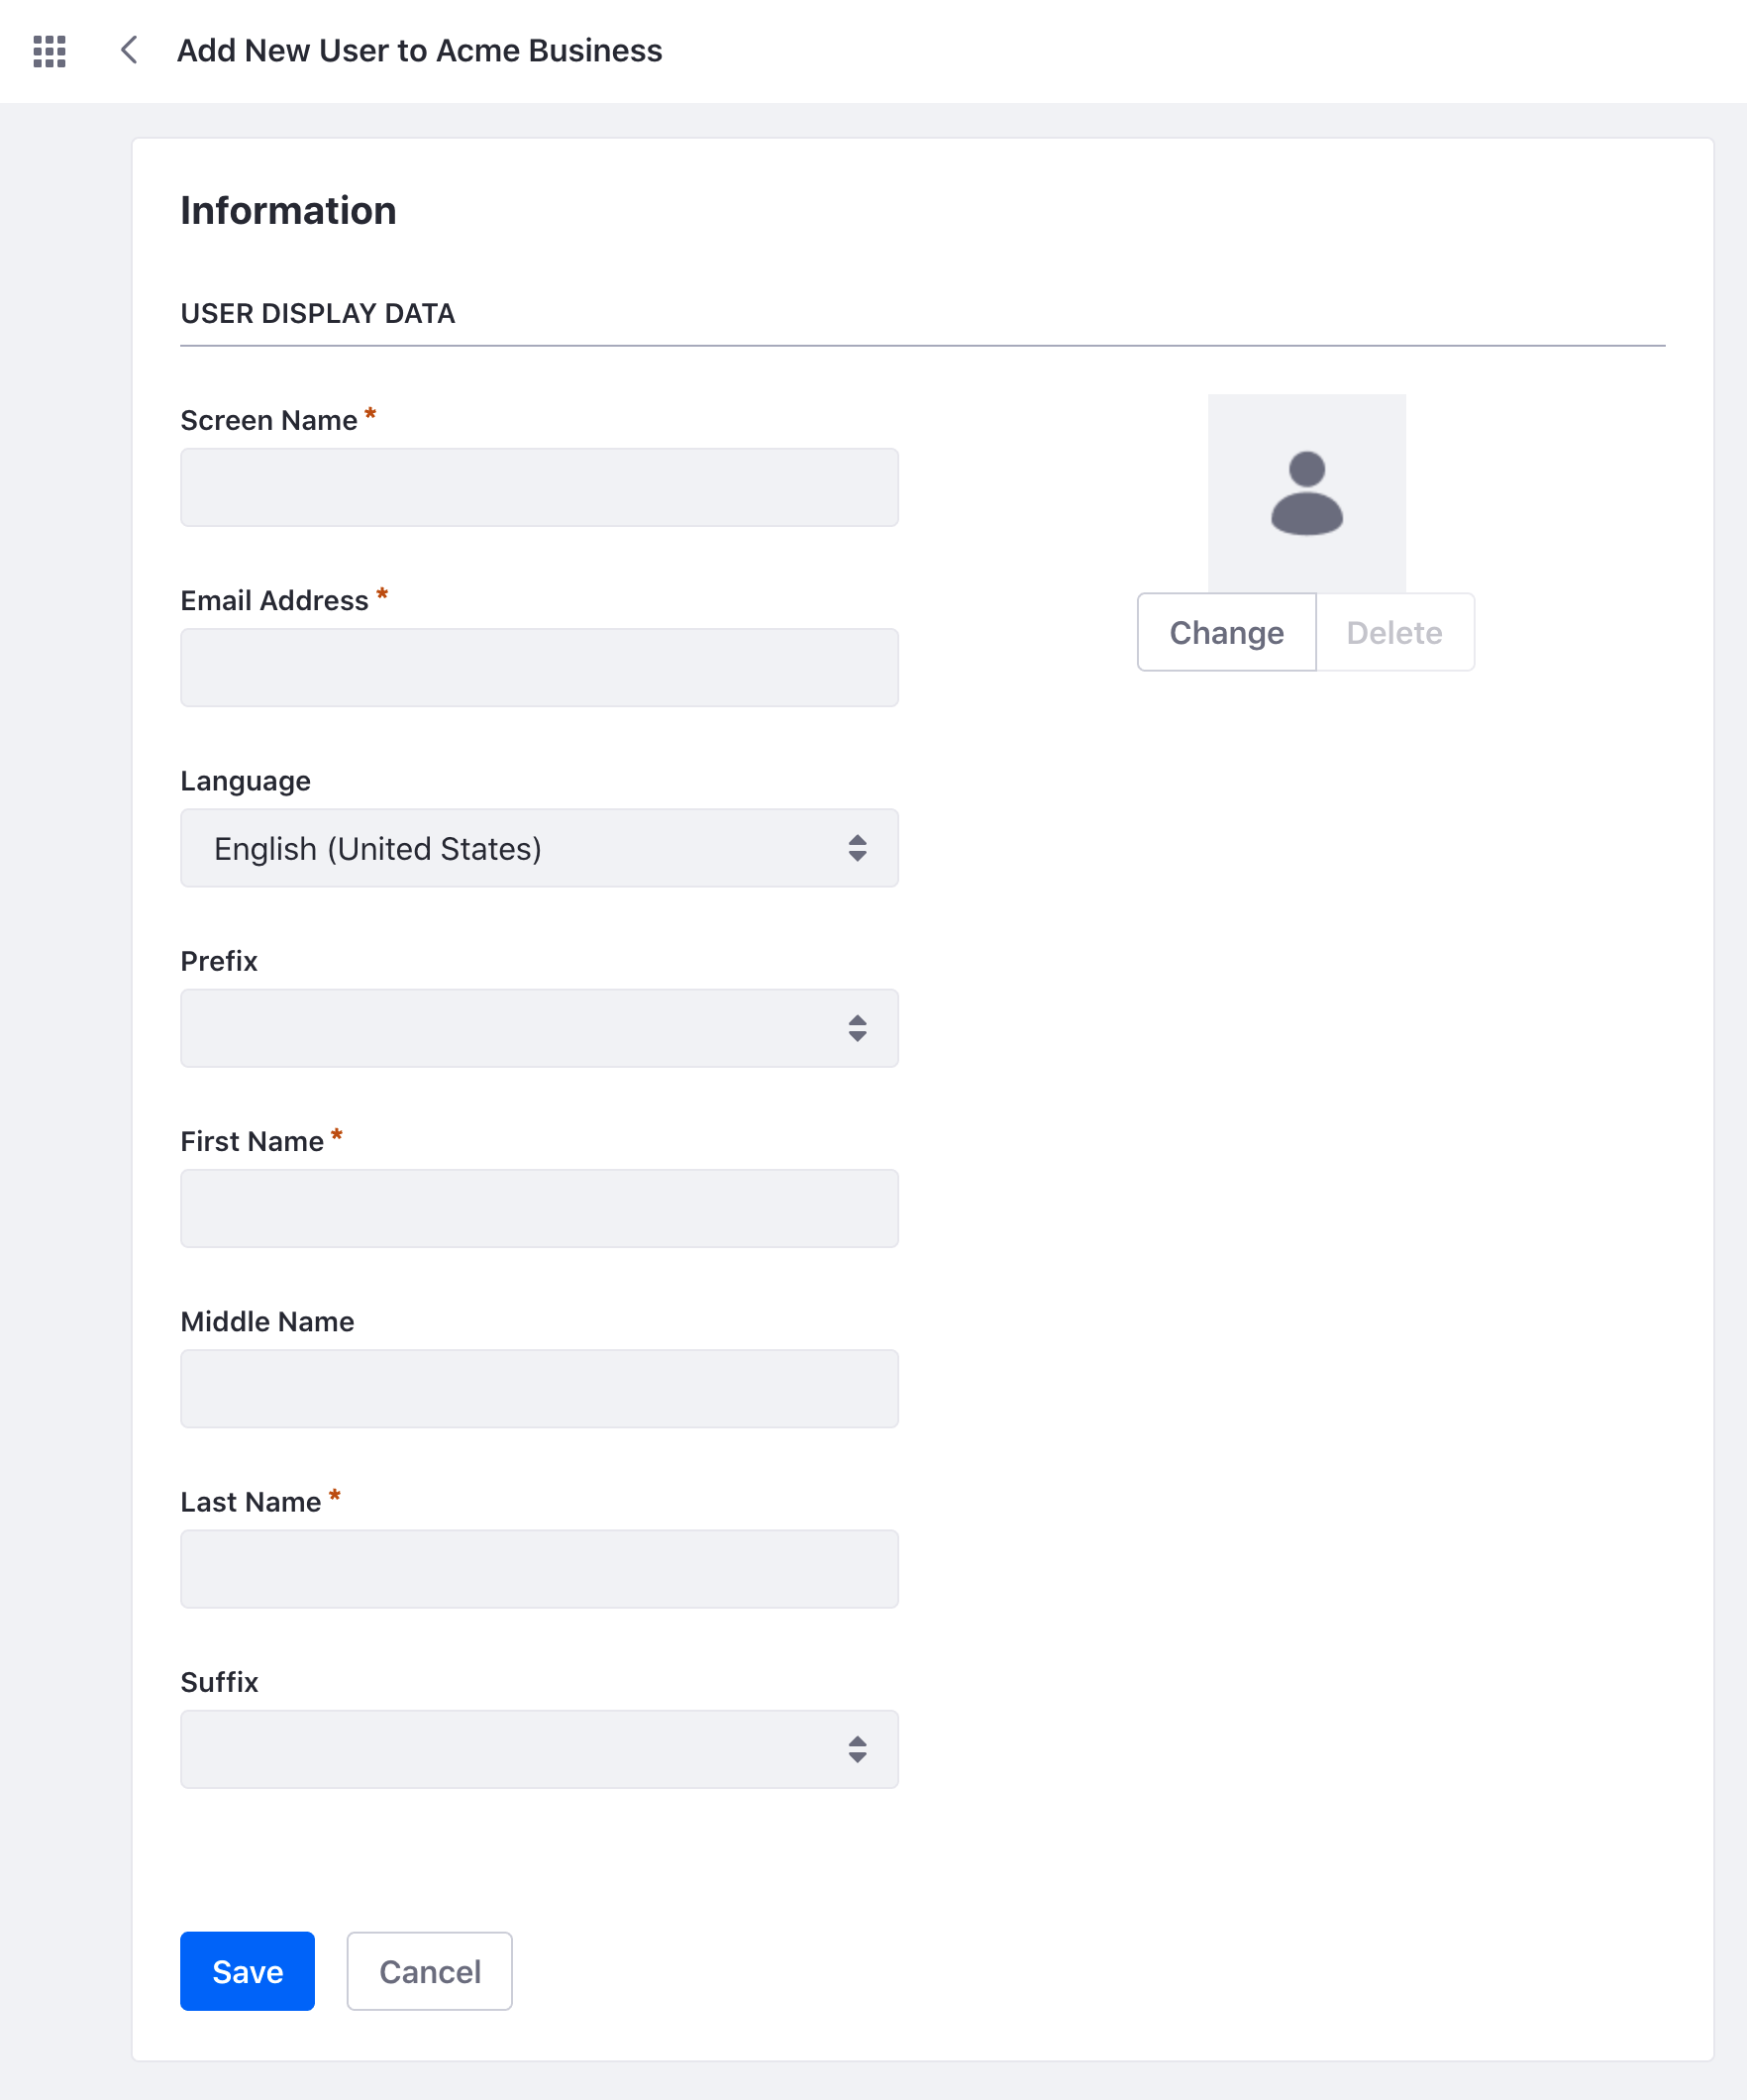 Add New User to Acme Business
Information
USER DISPLAY DATA
Screen Name *
Email Address *
Change
Delete
Language
English (United States)
Prefix
First Name *
Middle Name
Last Name *
Suffix
Save
Cancel